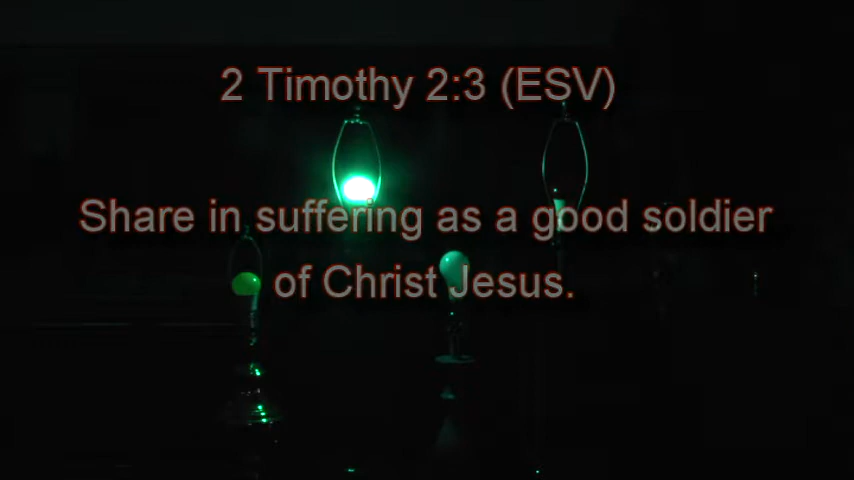 2 Timothy 2:3 (ESV)
Share in suffering as a good soldier
of Christ Jesus.